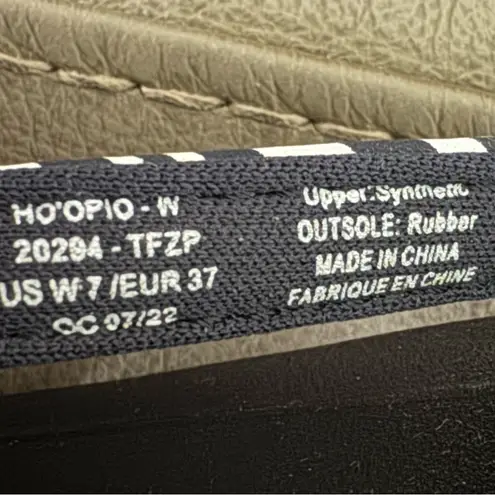 HO'OPIO - W
20294 - TFZP
US W 7 / EUR 37
QC 07/22
Upper: Synthetic
OUTSOLE: Rubber
MADE IN CHINA
FABRIQUE EN CHINE